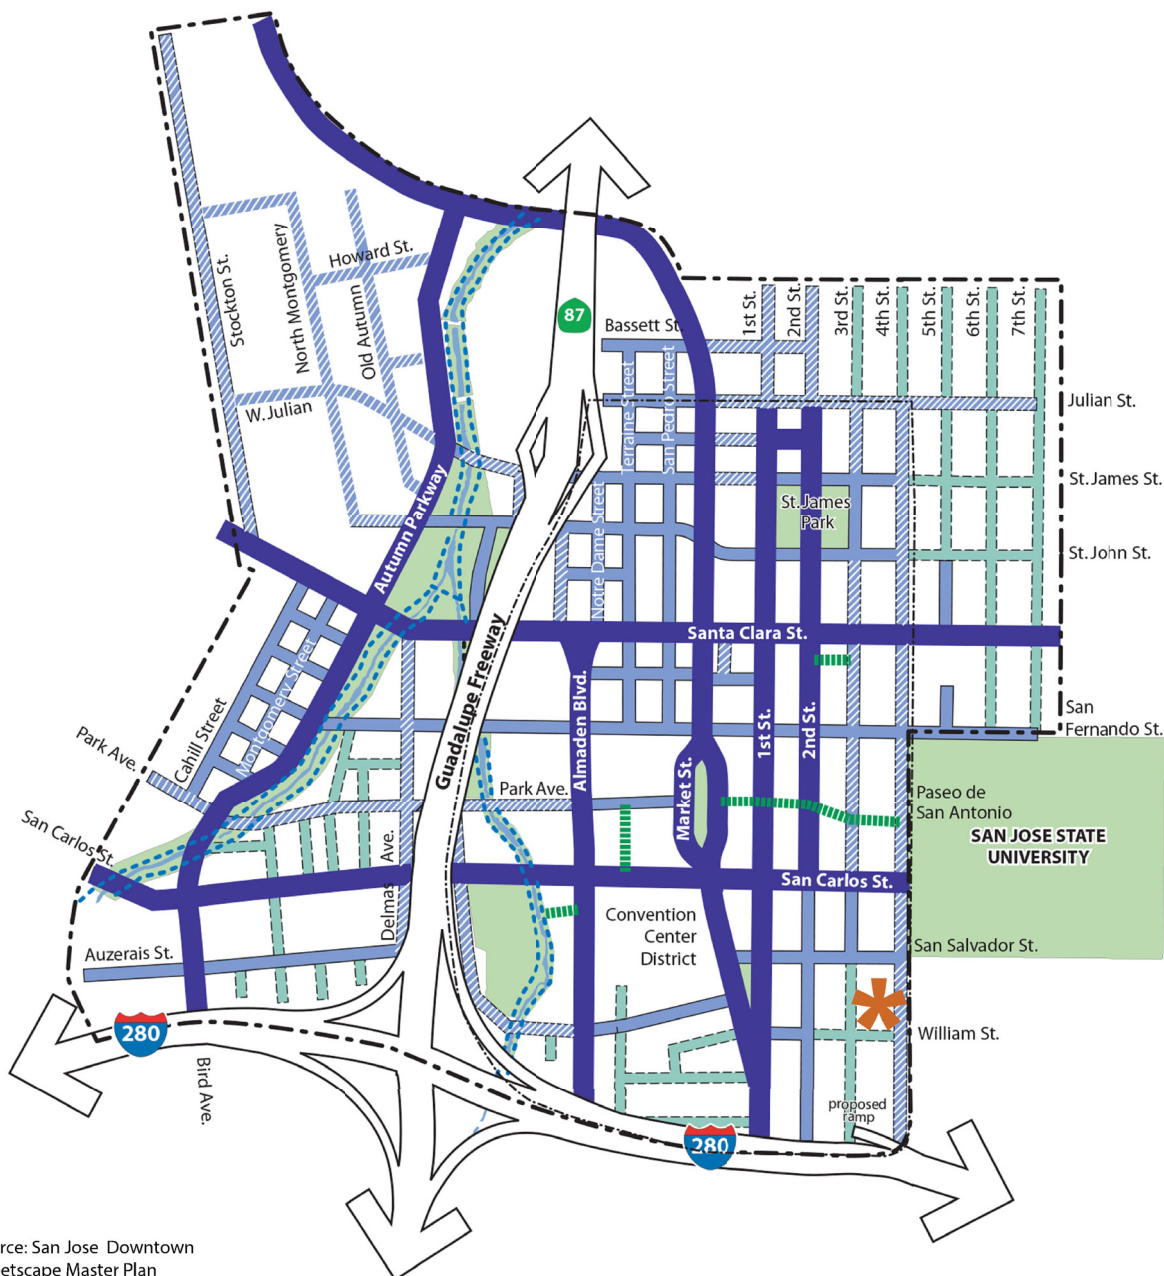 Stockton St.
North Montgomery
Howard St.
Old Autumn
W. Julian
87
Bassett St.
1st St.
2nd St.
3rd St.
4th St.
5th St.
6th St.
7th St.
Terraine Street
San Pedro Street
Julian St.
St. James St.
St. James
Park
St. John St.
Notre Dame Street
Autumn Parkway
Santa Clara St.
Guadalupe Freeway
Montgomery Street
Cahill Street
Park Ave.
San Carlos St.
Almaden Blvd.
1st St.
2nd St.
San
Fernando St.
Park Ave.
Market St.
Paseo de
San Antonio
SAN JOSE STATE
UNIVERSITY
Delmas Ave.
San Carlos St.
Convention
Center
District
San Salvador St.
Auzerais St.
280
William St.
Bird Ave.
proposed
ramp
280
rce: San Jose Downtown
etscape Master Plan